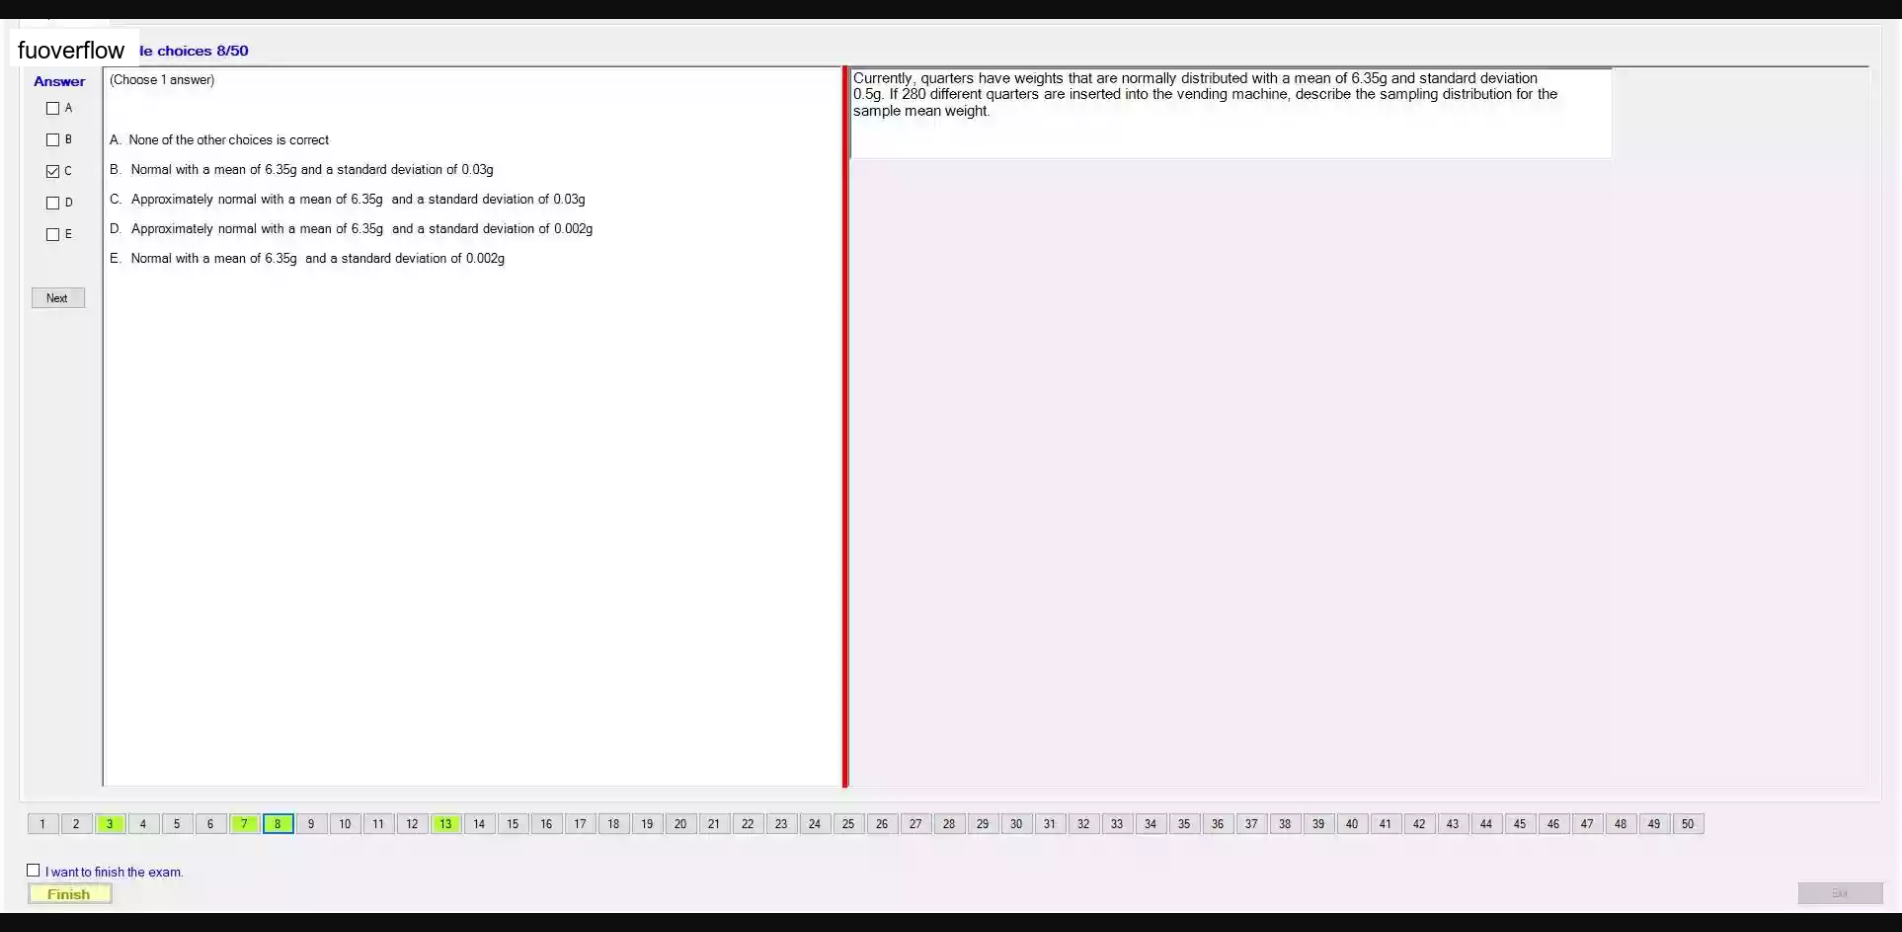 fuoverflow
le choices 8/50
Answer
A
B
C
D
E
Next
(Choose 1 answer)
A. None of the other choices is correct
B. Normal with a mean of 6.35g and a standard deviation of 0.03g
C. Approximately normal with a mean of 6.35g and a standard deviation of 0.03g
D. Approximately normal with a mean of 6.35g and a standard deviation of 0.002g
E. Normal with a mean of 6.35g and a standard deviation of 0.002g
Currently, quarters have weights that are normally distributed with a mean of 6.35g and standard deviation
0.5g. If 280 different quarters are inserted into the vending machine, describe the sampling distribution for the
sample mean weight.
1 2 3 4 5 6 7 8 9 10 11 12 13 14 15 16 17 18 19 20 21 22 23 24 25 26 27 28 29 30 31 32 33 34 35 36 37 38 39 40 41 42 43 44 45 46 47 48 49 50
I want to finish the exam.
Finish
Exit